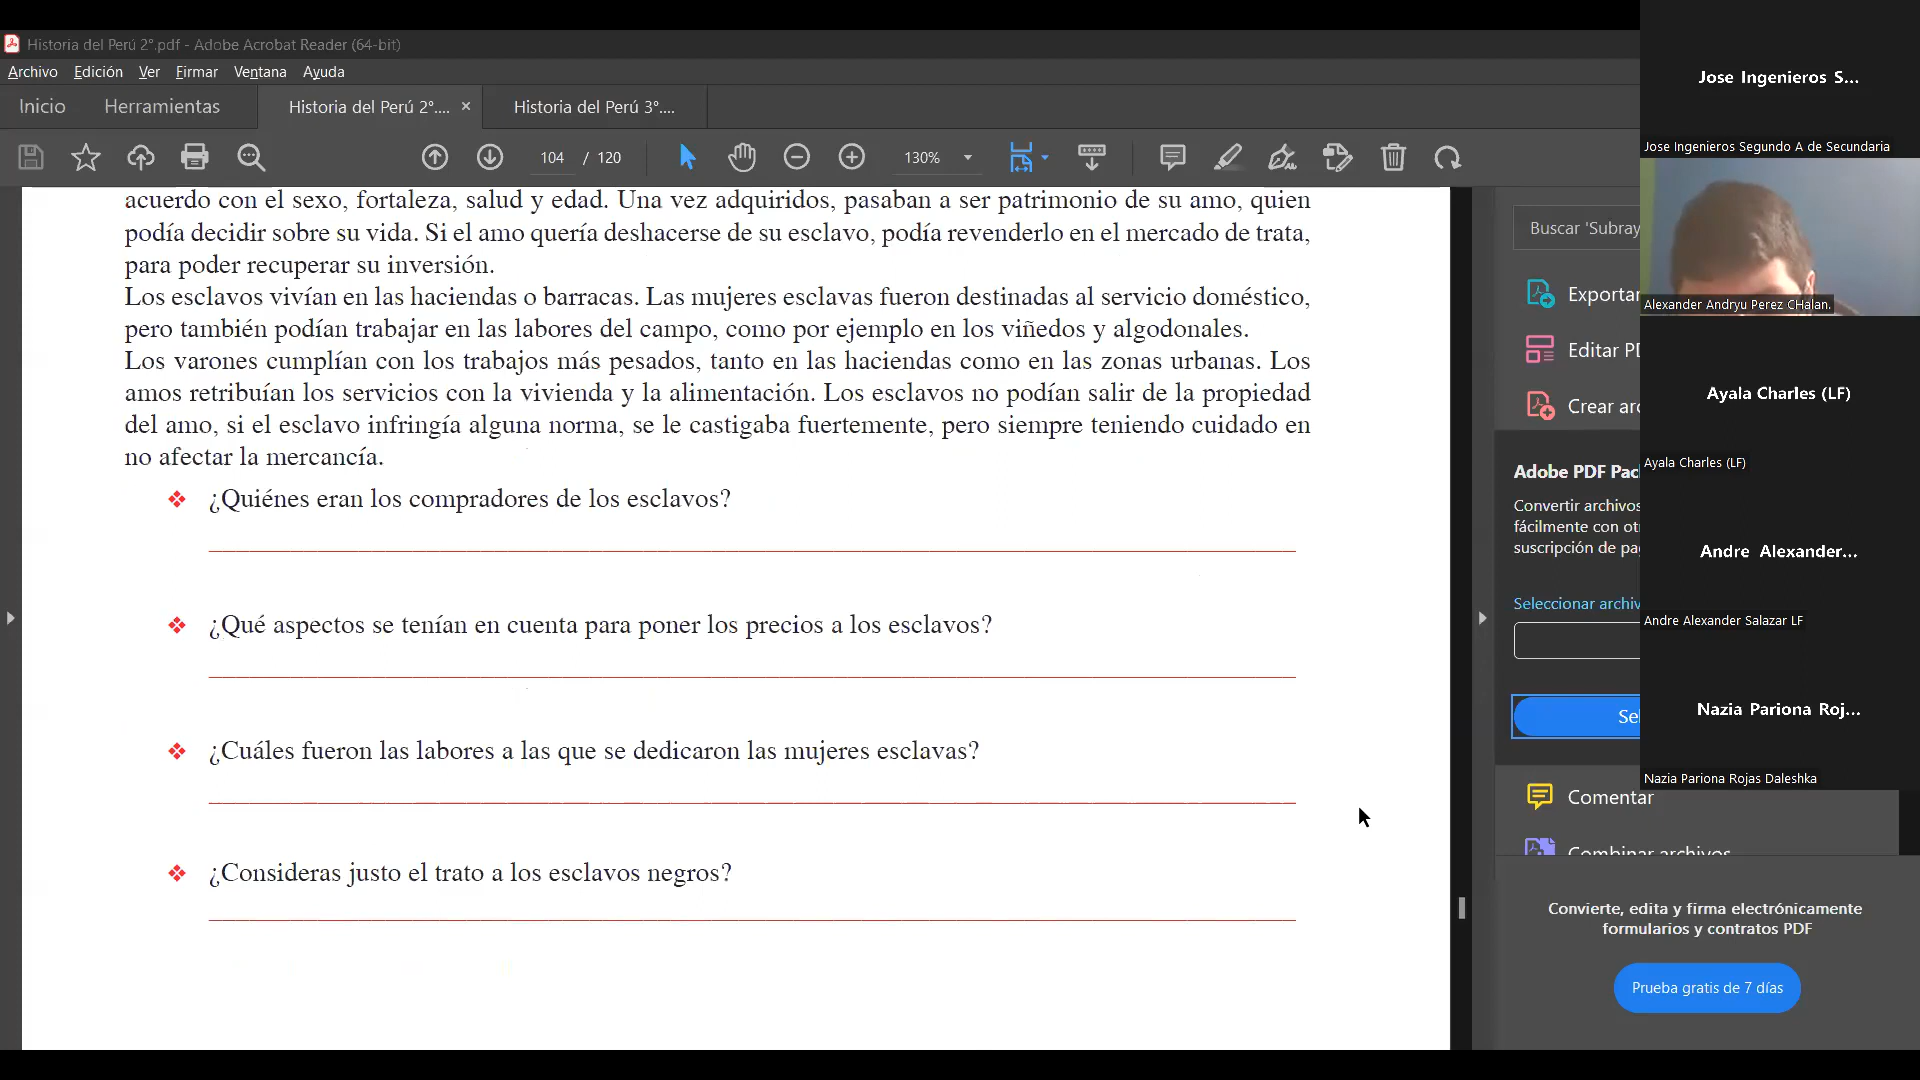 Historia del Perú 2°.pdf - Adobe Acrobat Reader (64-bit)
Archivo Edición Ver Firmar Ventana Ayuda
Inicio Herramientas Historia del Perú 2°.... × Historia del Perú 3°....
104 / 120 130%
acuerdo con el sexo, fortaleza, salud y edad. Una vez adquiridos, pasaban a ser patrimonio de su amo, quien
podía decidir sobre su vida. Si el amo quería deshacerse de su esclavo, podía revenderlo en el mercado de trata,
para poder recuperar su inversión.
Los esclavos vivían en las haciendas o barracas. Las mujeres esclavas fueron destinadas al servicio doméstico,
pero también podían trabajar en las labores del campo, como por ejemplo en los viñedos y algodonales.
Los varones cumplían con los trabajos más pesados, tanto en las haciendas como en las zonas urbanas. Los
amos retribuían los servicios con la vivienda y la alimentación. Los esclavos no podían salir de la propiedad
del amo, si el esclavo infringía alguna norma, se le castigaba fuertemente, pero siempre teniendo cuidado en
no afectar la mercancía.
¿Quiénes eran los compradores de los esclavos?
¿Qué aspectos se tenían en cuenta para poner los precios a los esclavos?
¿Cuáles fueron las labores a las que se dedicaron las mujeres esclavas?
¿Consideras justo el trato a los esclavos negros?
Buscar 'Subray
Exportar
Editar PD
Crear arc
Adobe PDF Pac
Convertir archivos
fácilmente con ot
suscripción de pa
Seleccionar archiv
Sel
Comentar
Combinar archivos
Convierte, edita y firma electrónicamente
formularios y contratos PDF
Prueba gratis de 7 días
Jose Ingenieros S...
Jose Ingenieros Segundo A de Secundaria
Alexander Andryu Perez CHalan.
Ayala Charles (LF)
Ayala Charles (LF)
Andre Alexander...
Andre Alexander Salazar LF
Nazia Pariona Roj...
Nazia Pariona Rojas Daleshka